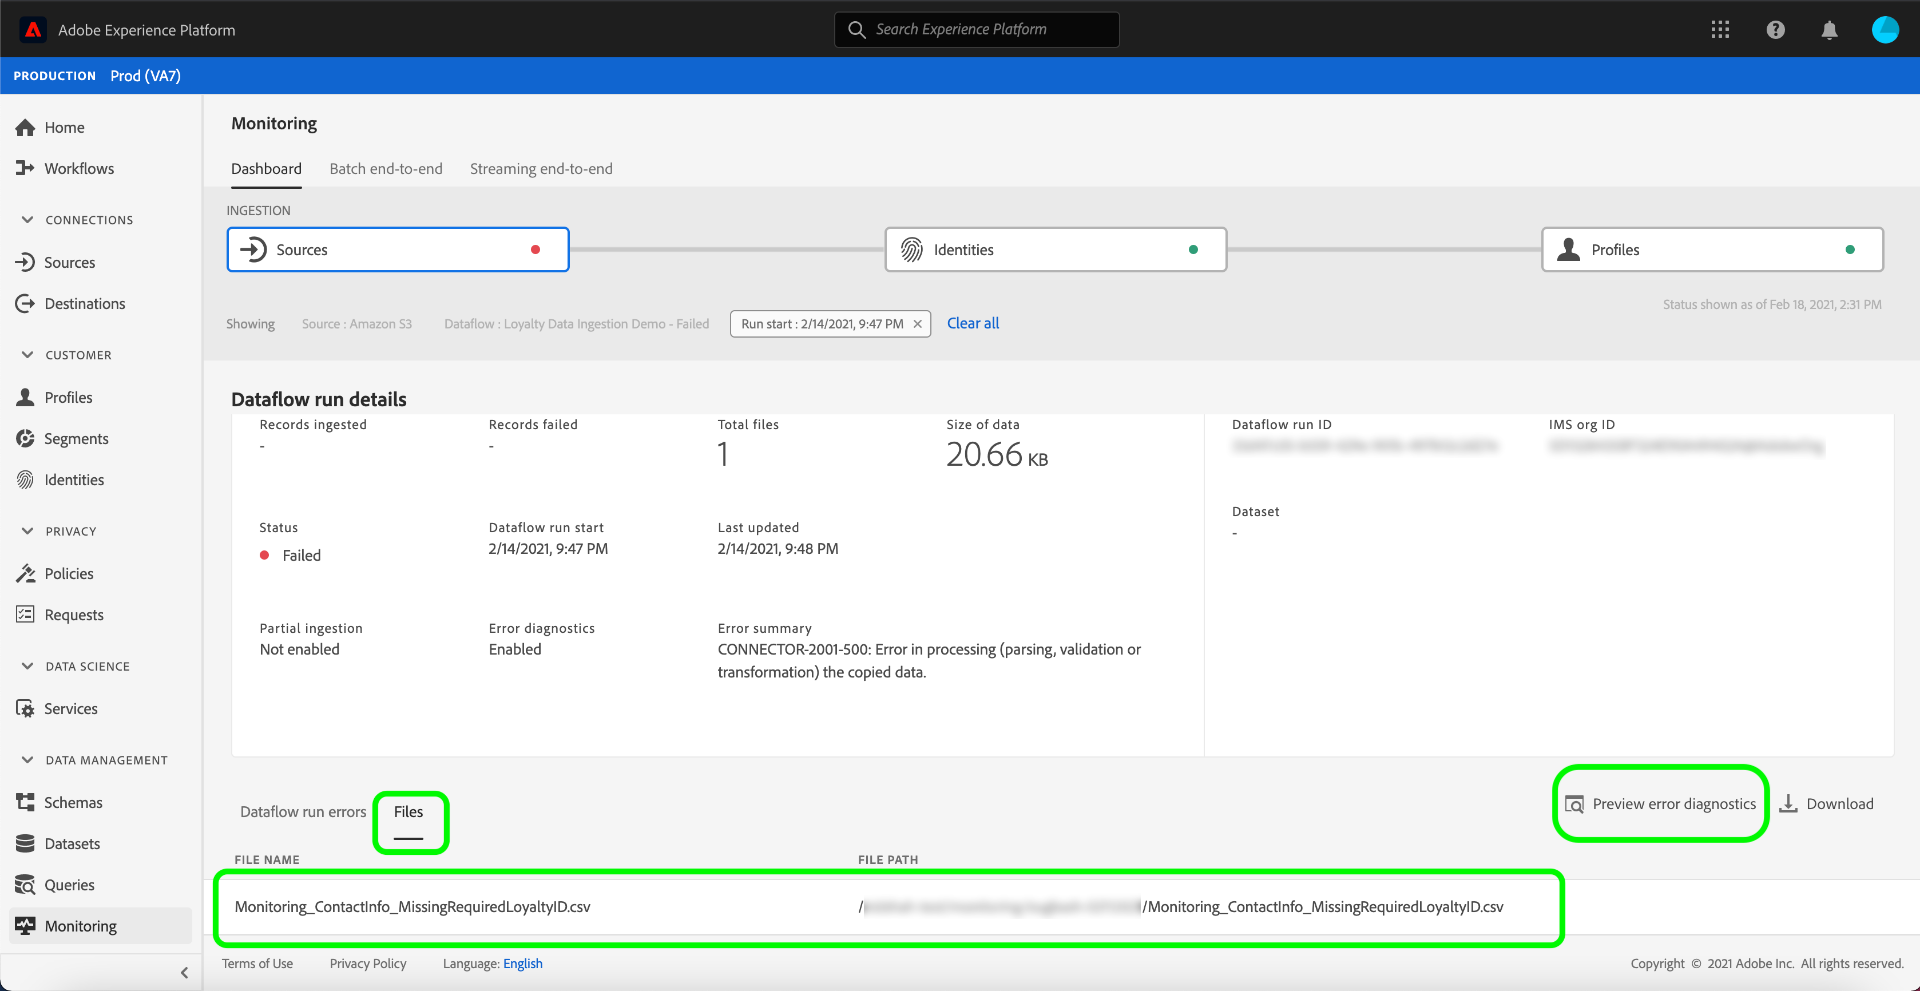 Adobe Experience Platform
Search Experience Platform
PRODUCTION Prod (VA7)
Home
Workflows
CONNECTIONS
Sources
Destinations
CUSTOMER
Profiles
Segments
Identities
PRIVACY
Policies
Requests
DATA SCIENCE
Services
DATA MANAGEMENT
Schemas
Datasets
Queries
Monitoring
Monitoring
Dashboard Batch end-to-end Streaming end-to-end
INGESTION
Sources Identities Profiles
Status shown as of Feb 18, 2021, 2:31 PM
Showing Source : Amazon S3 Dataflow : Loyalty Data Ingestion Demo - Failed Run start : 2/14/2021, 9:47 PM Clear all
Dataflow run details
Records ingested Records failed Total files Size of data Dataflow run ID IMS org ID
- - 1 20.66 KB
Dataset
-
Status Dataflow run start Last updated
Failed 2/14/2021, 9:47 PM 2/14/2021, 9:48 PM
Partial ingestion Error diagnostics Error summary
Not enabled Enabled CONNECTOR-2001-500: Error in processing (parsing, validation or
transformation) the copied data.
Dataflow run errors Files Preview error diagnostics Download
FILE NAME FILE PATH
Monitoring_ContactInfo_MissingRequiredLoyaltyID.csv / /Monitoring_ContactInfo_MissingRequiredLoyaltyID.csv
Terms of Use Privacy Policy Language: English Copyright © 2021 Adobe Inc. All rights reserved.